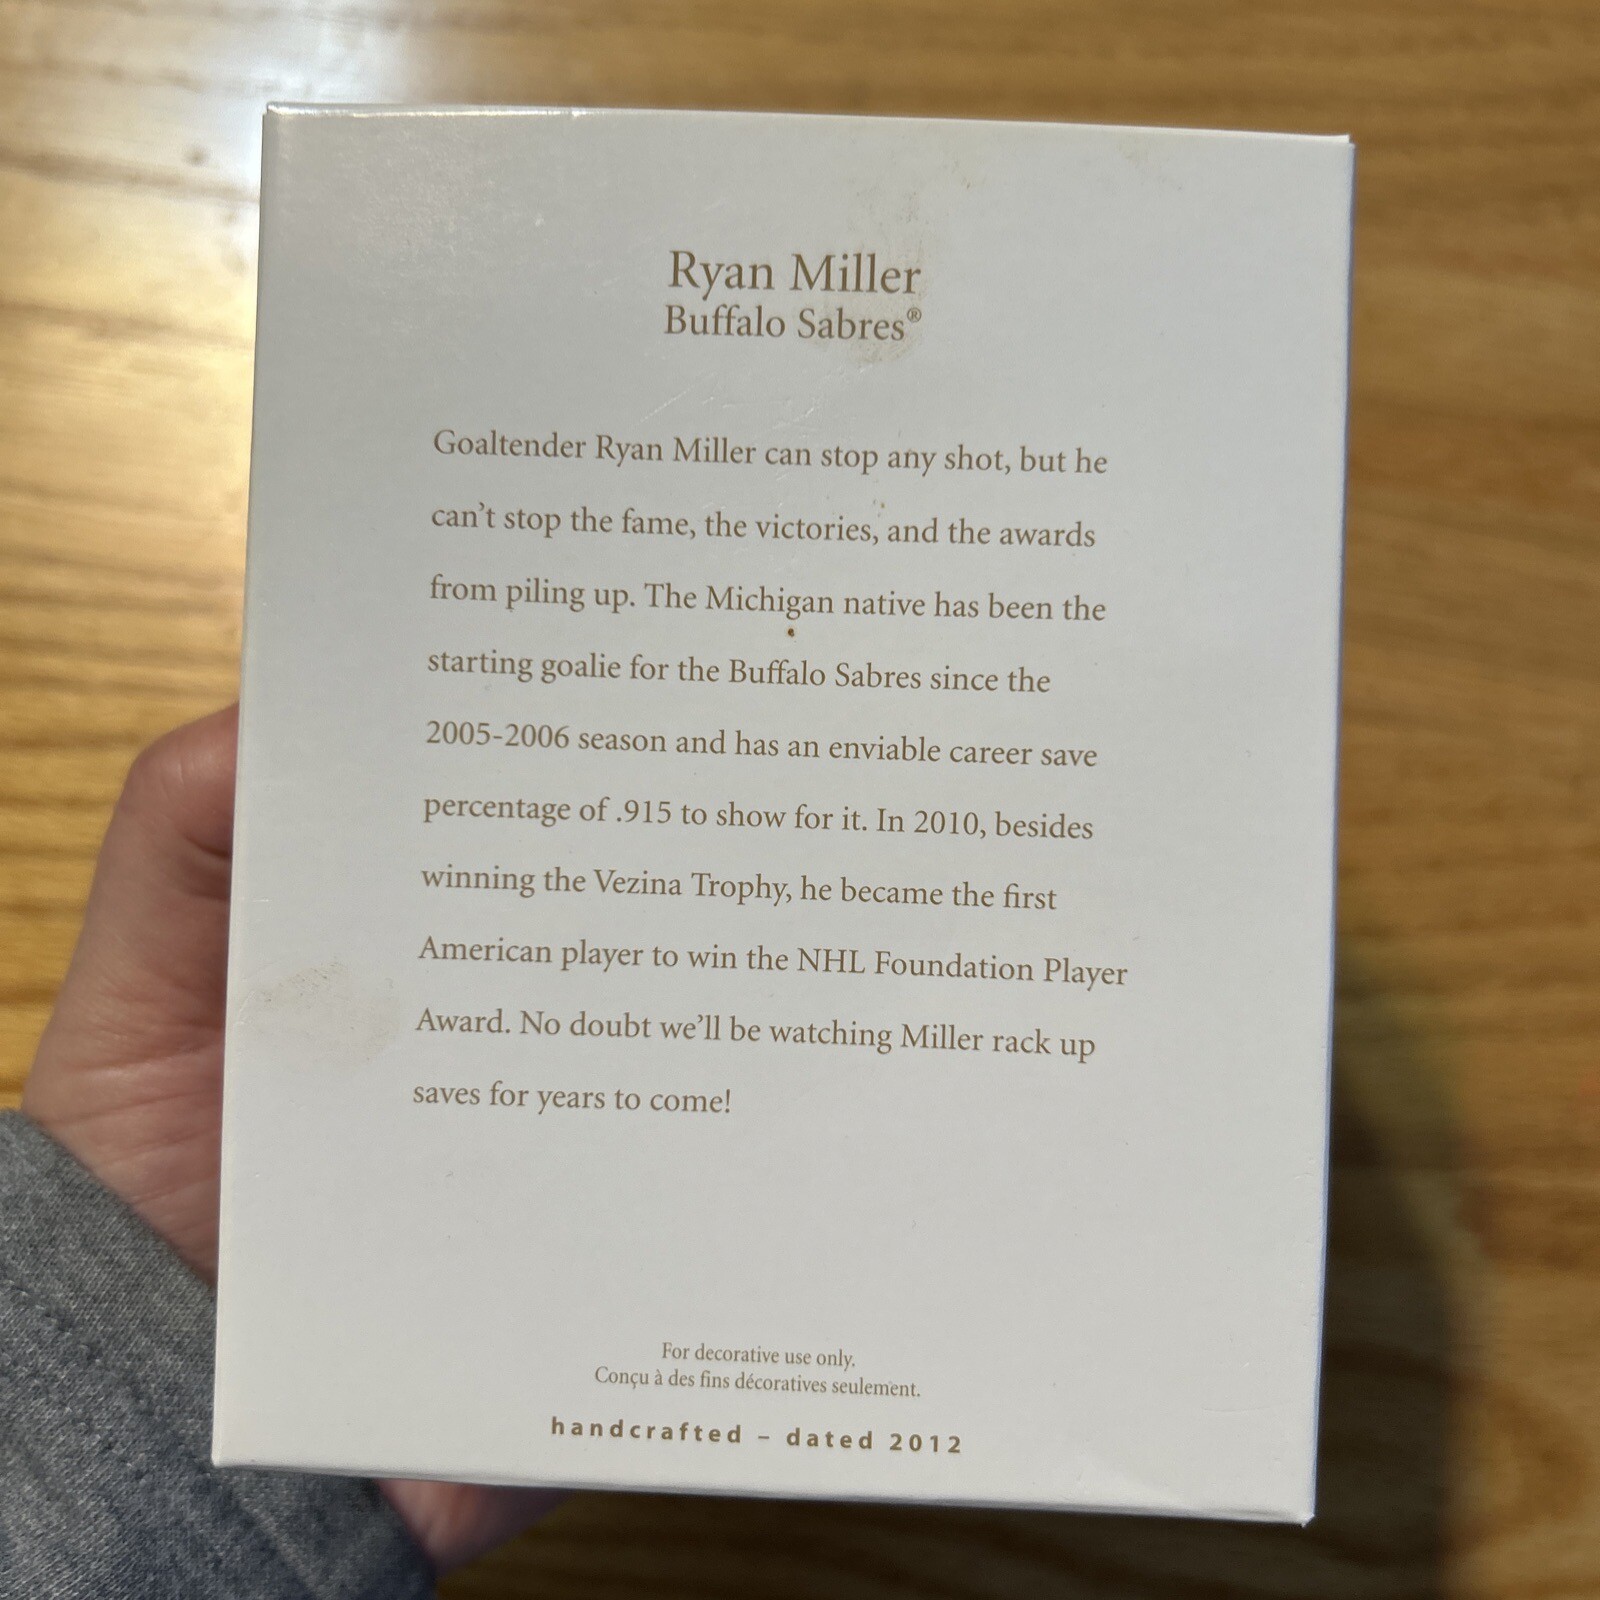 Ryan Miller
Buffalo Sabres®
Goaltender Ryan Miller can stop any shot, but he
can't stop the fame, the victories, and the awards
from piling up. The Michigan native has been the
starting goalie for the Buffalo Sabres since the
2005-2006 season and has an enviable career save
percentage of .915 to show for it. In 2010, besides
winning the Vezina Trophy, he became the first
American player to win the NHL Foundation Player
Award. No doubt we'll be watching Miller rack up
saves for years to come!
For decorative use only.
Conçu à des fins décoratives seulement.
handcrafted – dated 2012